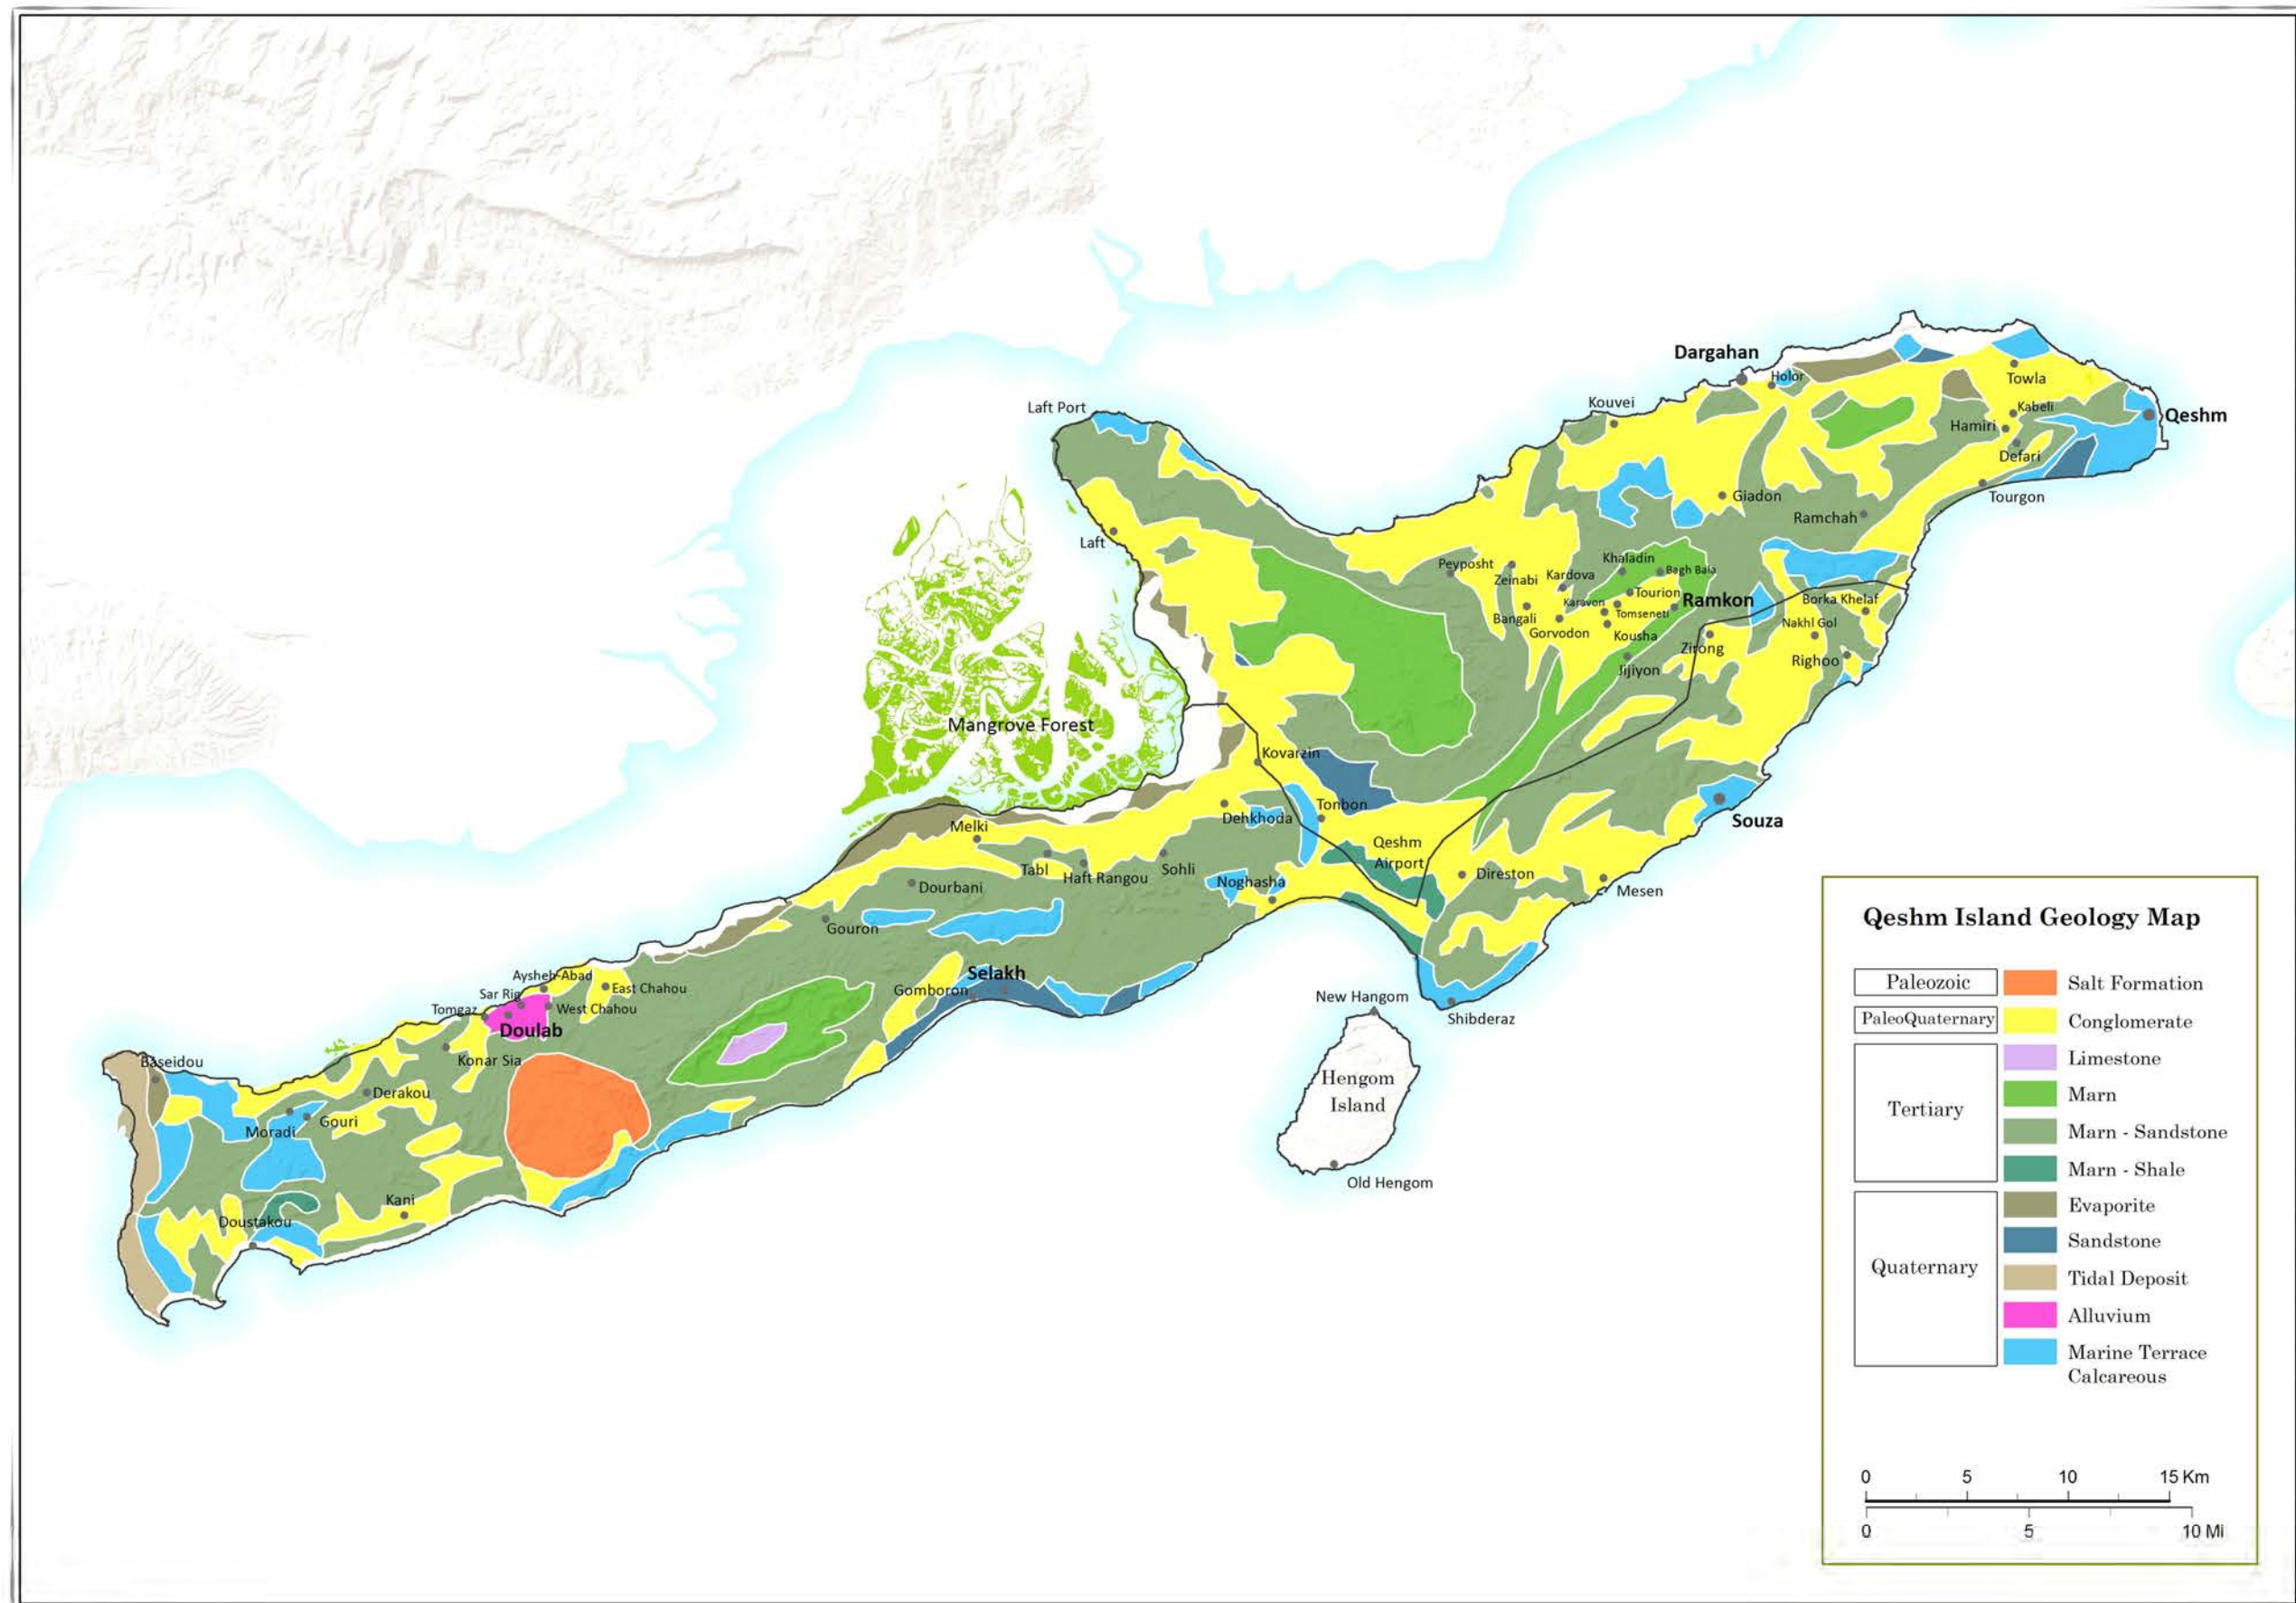 Dargahan
Holor
Towla
Laft Port
Kouvei
Kabeli
Qeshm
Hamiri
Defari
Giadon
Tourgon
Ramchah
Laft
Peyposht
Zeinabi
Kardova
Khaladin
Bagh Bala
Tourion
Karavon
Tomseneti
Ramkon
Borka Khelaf
Bangali
Gorvodon
Kousha
Nakhl Gol
Zirong
Righoo
Jijiyon
Mangrove Forest
Kovarzin
Tonbon
Dehkhoda
Souza
Melki
Qeshm
Airport
Tabl
Haft Rangou
Sohli
Noghasha
Direston
Mesen
Dourbani
Gouron
Selakh
Gomboron
Aysheh-Abad
East Chahou
Sar Rig
West Chahou
Tomgaz
Doulab
New Hangom
Shibderaz
Konar Sia
Baseidou
Hengom
Island
Derakou
Gouri
Moradi
Old Hengom
Kani
Doustakou
Qeshm Island Geology Map
Paleozoic
Salt Formation
PaleoQuaternary
Conglomerate
Tertiary
Limestone
Marn
Marn - Sandstone
Marn - Shale
Quaternary
Evaporite
Sandstone
Tidal Deposit
Alluvium
Marine Terrace
Calcareous
0 5 10 15 Km
0 5 10 Mi